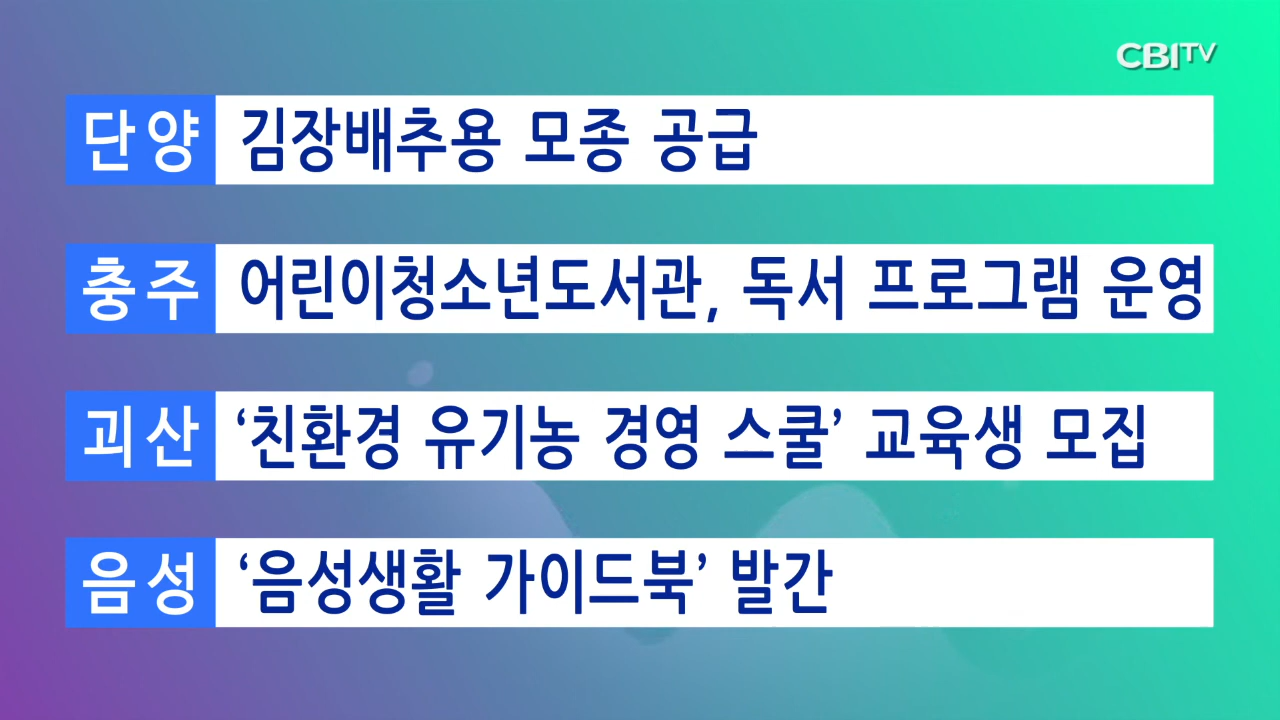 CBITV
단양 김장배추용 모종 공급
충주 어린이청소년도서관, 독서 프로그램 운영
괴산 ‘친환경 유기농 경영 스쿨’ 교육생 모집
음성 ‘음성생활 가이드북’ 발간